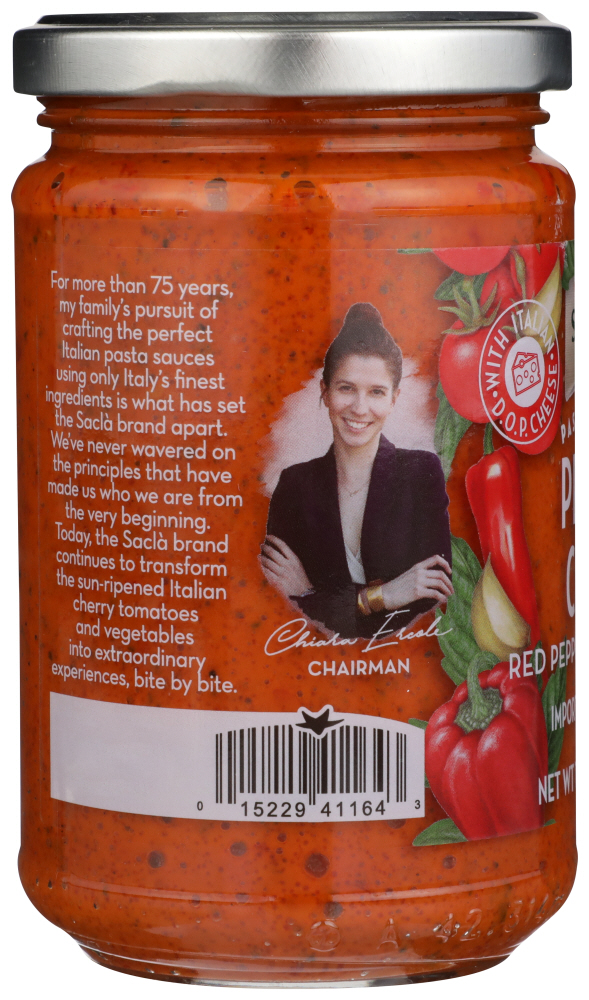 For more than 75 years,
my family's pursuit of
crafting the perfect
Italian pasta sauces
using only Italy's finest
ingredients is what has set
the Saclà brand apart.
We've never wavered on
the principles that have
made us who we are from
the very beginning.
Today, the Saclà brand
continues to transform
the sun-ripened Italian
cherry tomatoes
and vegetables
into extraordinary
experiences, bite by bite.
Chiara Ercole
CHAIRMAN
0 15229 41164 3
• WITH ITALIAN •
D.O.P. CHEESE
RED
NET WT